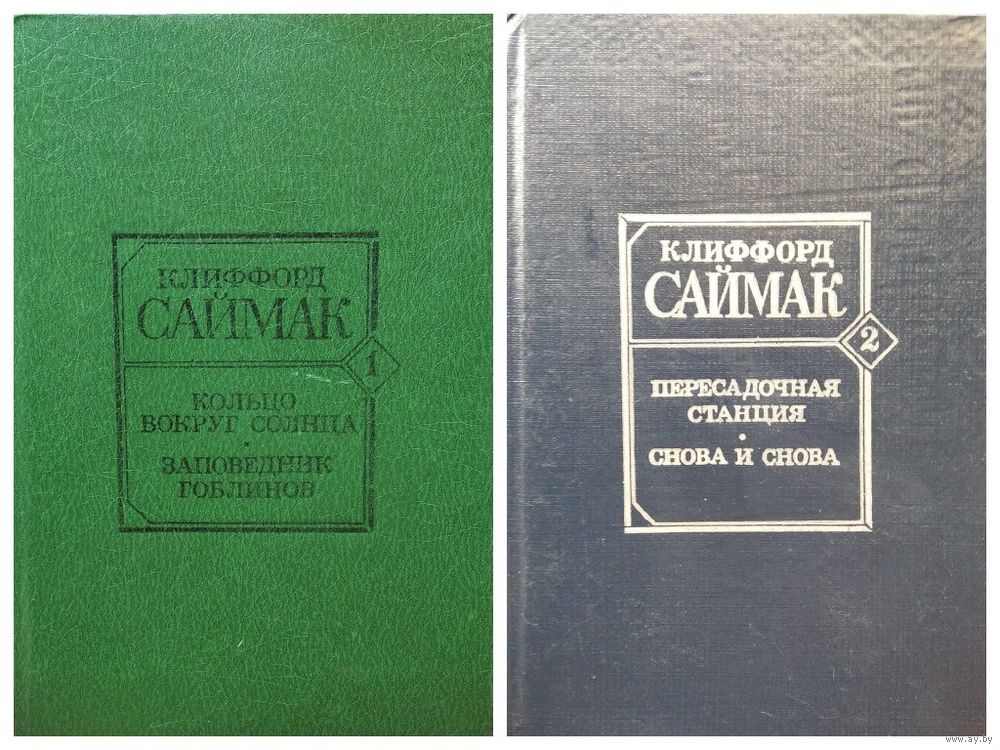 КЛИФФОРД
САЙМАК
1
КОЛЬЦО
ВОКРУГ СОЛНЦА
·
ЗАПОВЕДНИК
ГОБЛИНОВ
КЛИФФОРД
САЙМАК
2
ПЕРЕСАДОЧНАЯ
СТАНЦИЯ
·
СНОВА И СНОВА
www.ay.by